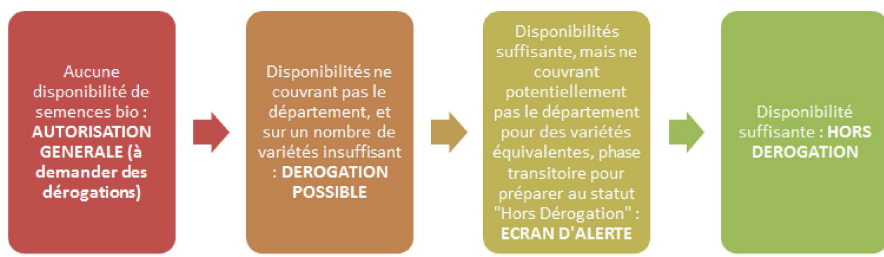 Aucune
disponibilité de
semences bio :
AUTORISATION
GENERALE (à
demander des
dérogations)
Disponibilités ne
couvrant pas le
département, et
sur un nombre de
variétés insuffisant
: DEROGATION
POSSIBLE
Disponibilités
suffisante, mais ne
couvrant
potentiellement
pas le département
pour des variétés
équivalentes, phase
transitoire pour
préparer au statut
"Hors Dérogation" :
ECRAN D'ALERTE
Disponibilité
suffisante : HORS
DEROGATION